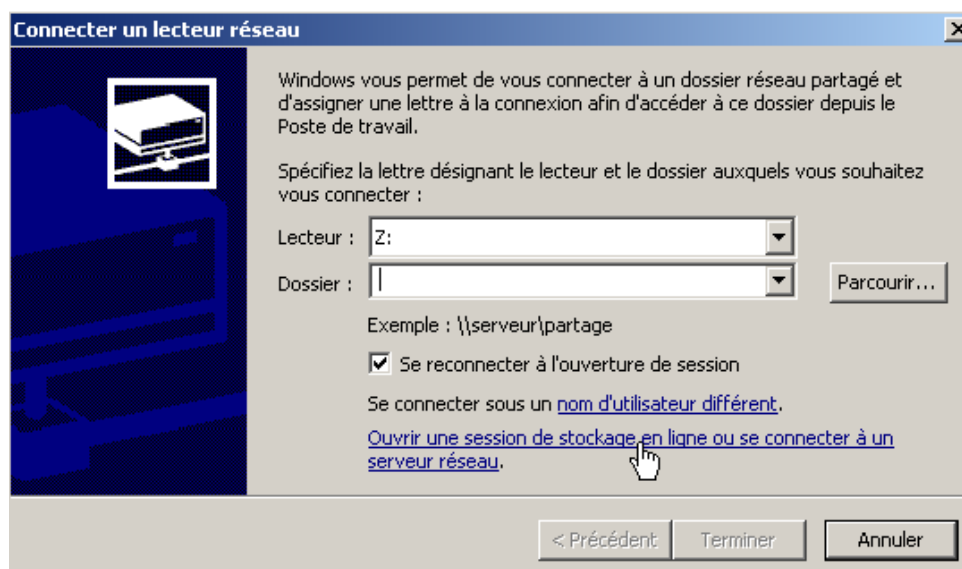 Connecter un lecteur réseau
Windows vous permet de vous connecter à un dossier réseau partagé et
d'assigner une lettre à la connexion afin d'accéder à ce dossier depuis le
Poste de travail.
Spécifiez la lettre désignant le lecteur et le dossier auxquels vous souhaitez
vous connecter :
Lecteur : Z:
Dossier : Parcourir...
Exemple : \\serveur\partage
Se reconnecter à l'ouverture de session
Se connecter sous un nom d'utilisateur différent.
Ouvrir une session de stockage en ligne ou se connecter à un
serveur réseau.
< Précédent Terminer Annuler